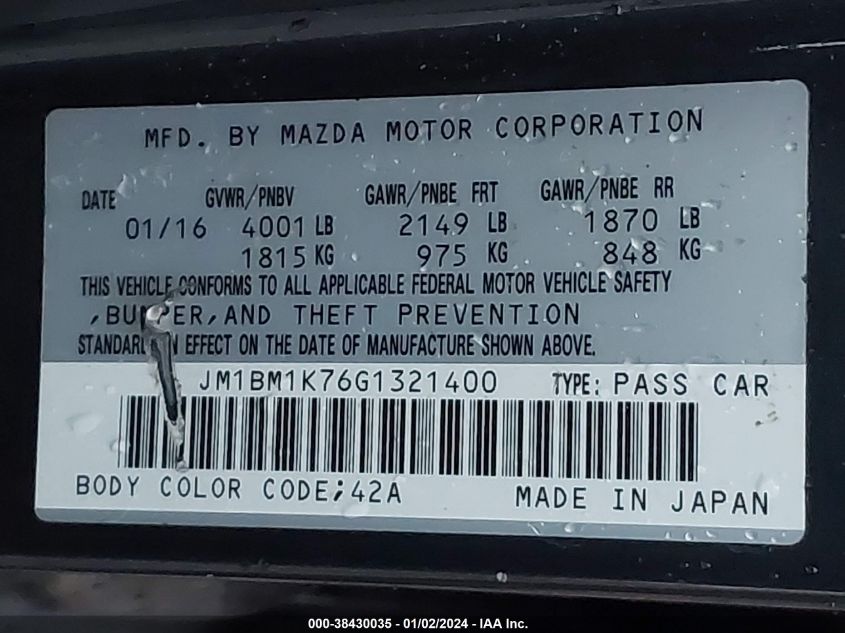 MFD. BY MAZDA MOTOR CORPORATION
DATE GVWR/PNBV GAWR/PNBE FRT GAWR/PNBE RR
01/16 4001 LB 2149 LB 1870 LB
1815 KG 975 KG 848 KG
THIS VEHICLE CONFORMS TO ALL APPLICABLE FEDERAL MOTOR VEHICLE SAFETY
,BUMPER,AND THEFT PREVENTION
STANDARDS IN EFFECT ON THE DATE OF MANUFACTURE SHOWN ABOVE.
JM1BM1K76G1321400 TYPE: PASS CAR
BODY COLOR CODE;42A MADE IN JAPAN
000-38430035 - 01/02/2024 - IAA Inc.